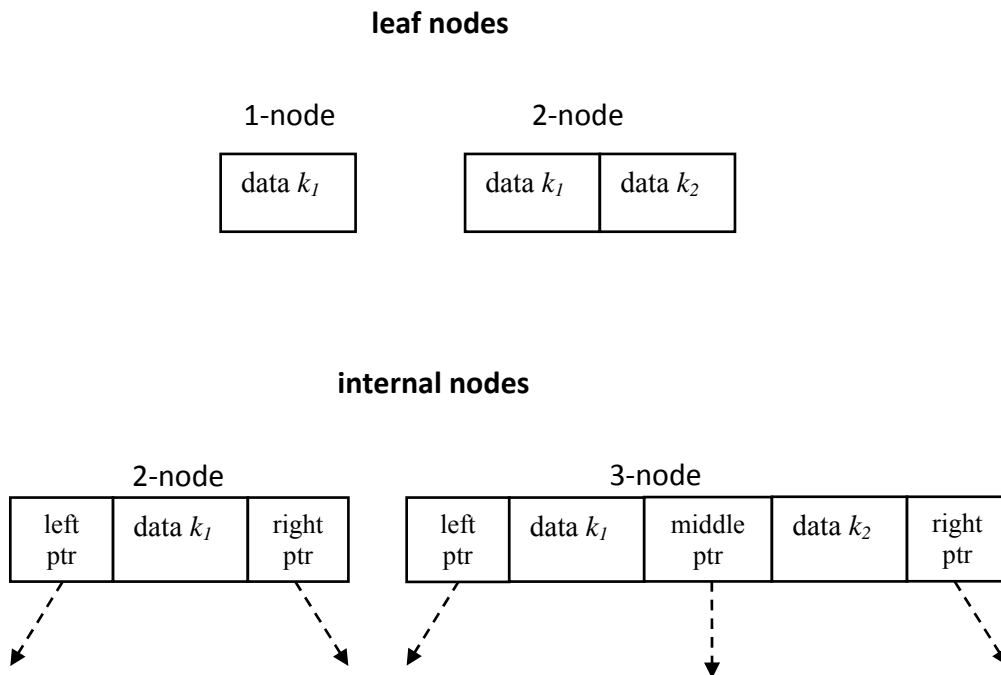 leaf nodes
1-node 2-node
data k1 data k1 data k2
internal nodes
2-node 3-node
left data k1 right left data k1 middle data k2 right
ptr ptr ptr ptr ptr